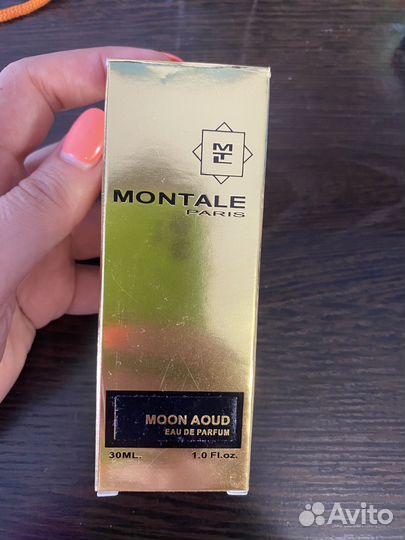 MONTALE
PARIS
MOON AOUD
EAU DE PARFUM
30ML. 1.0 Fl.oz.
Avito